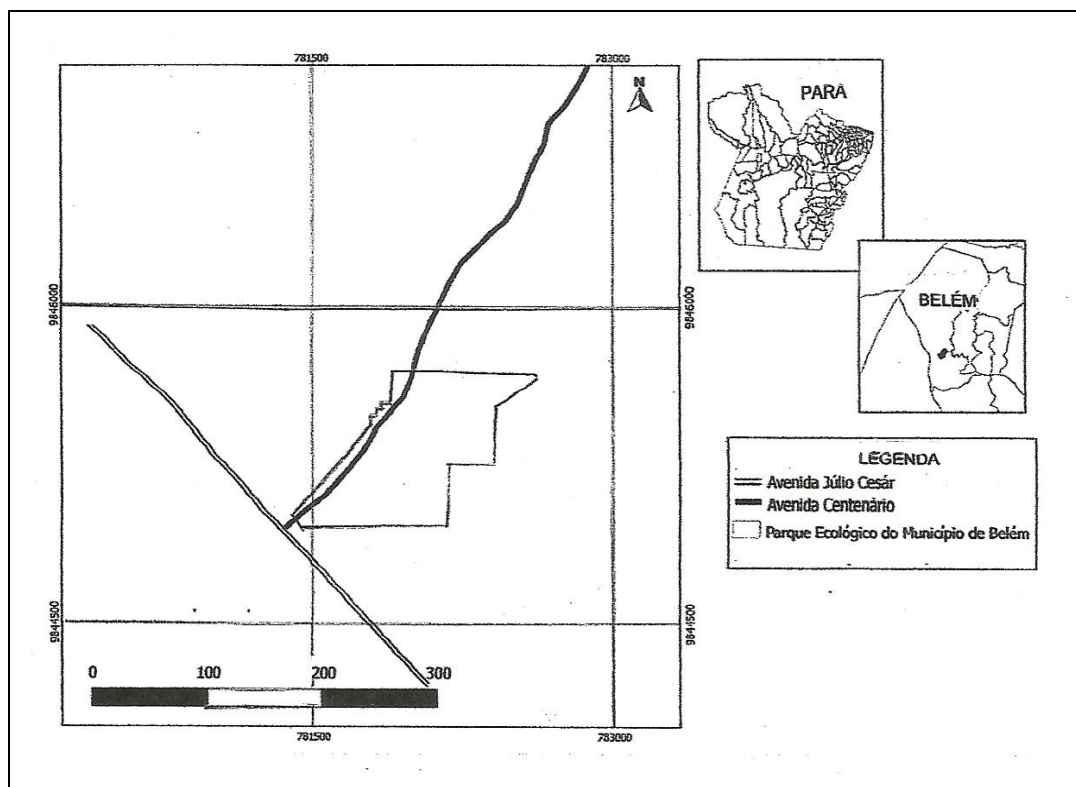 781500
783000
N
PARÁ
BELÉM
9846000
9846000
LEGENDA
Avenida Júlio Cesár
Avenida Centenário
Parque Ecológico do Município de Belém
9844500
9844500
0 100 200 300
781500
783000